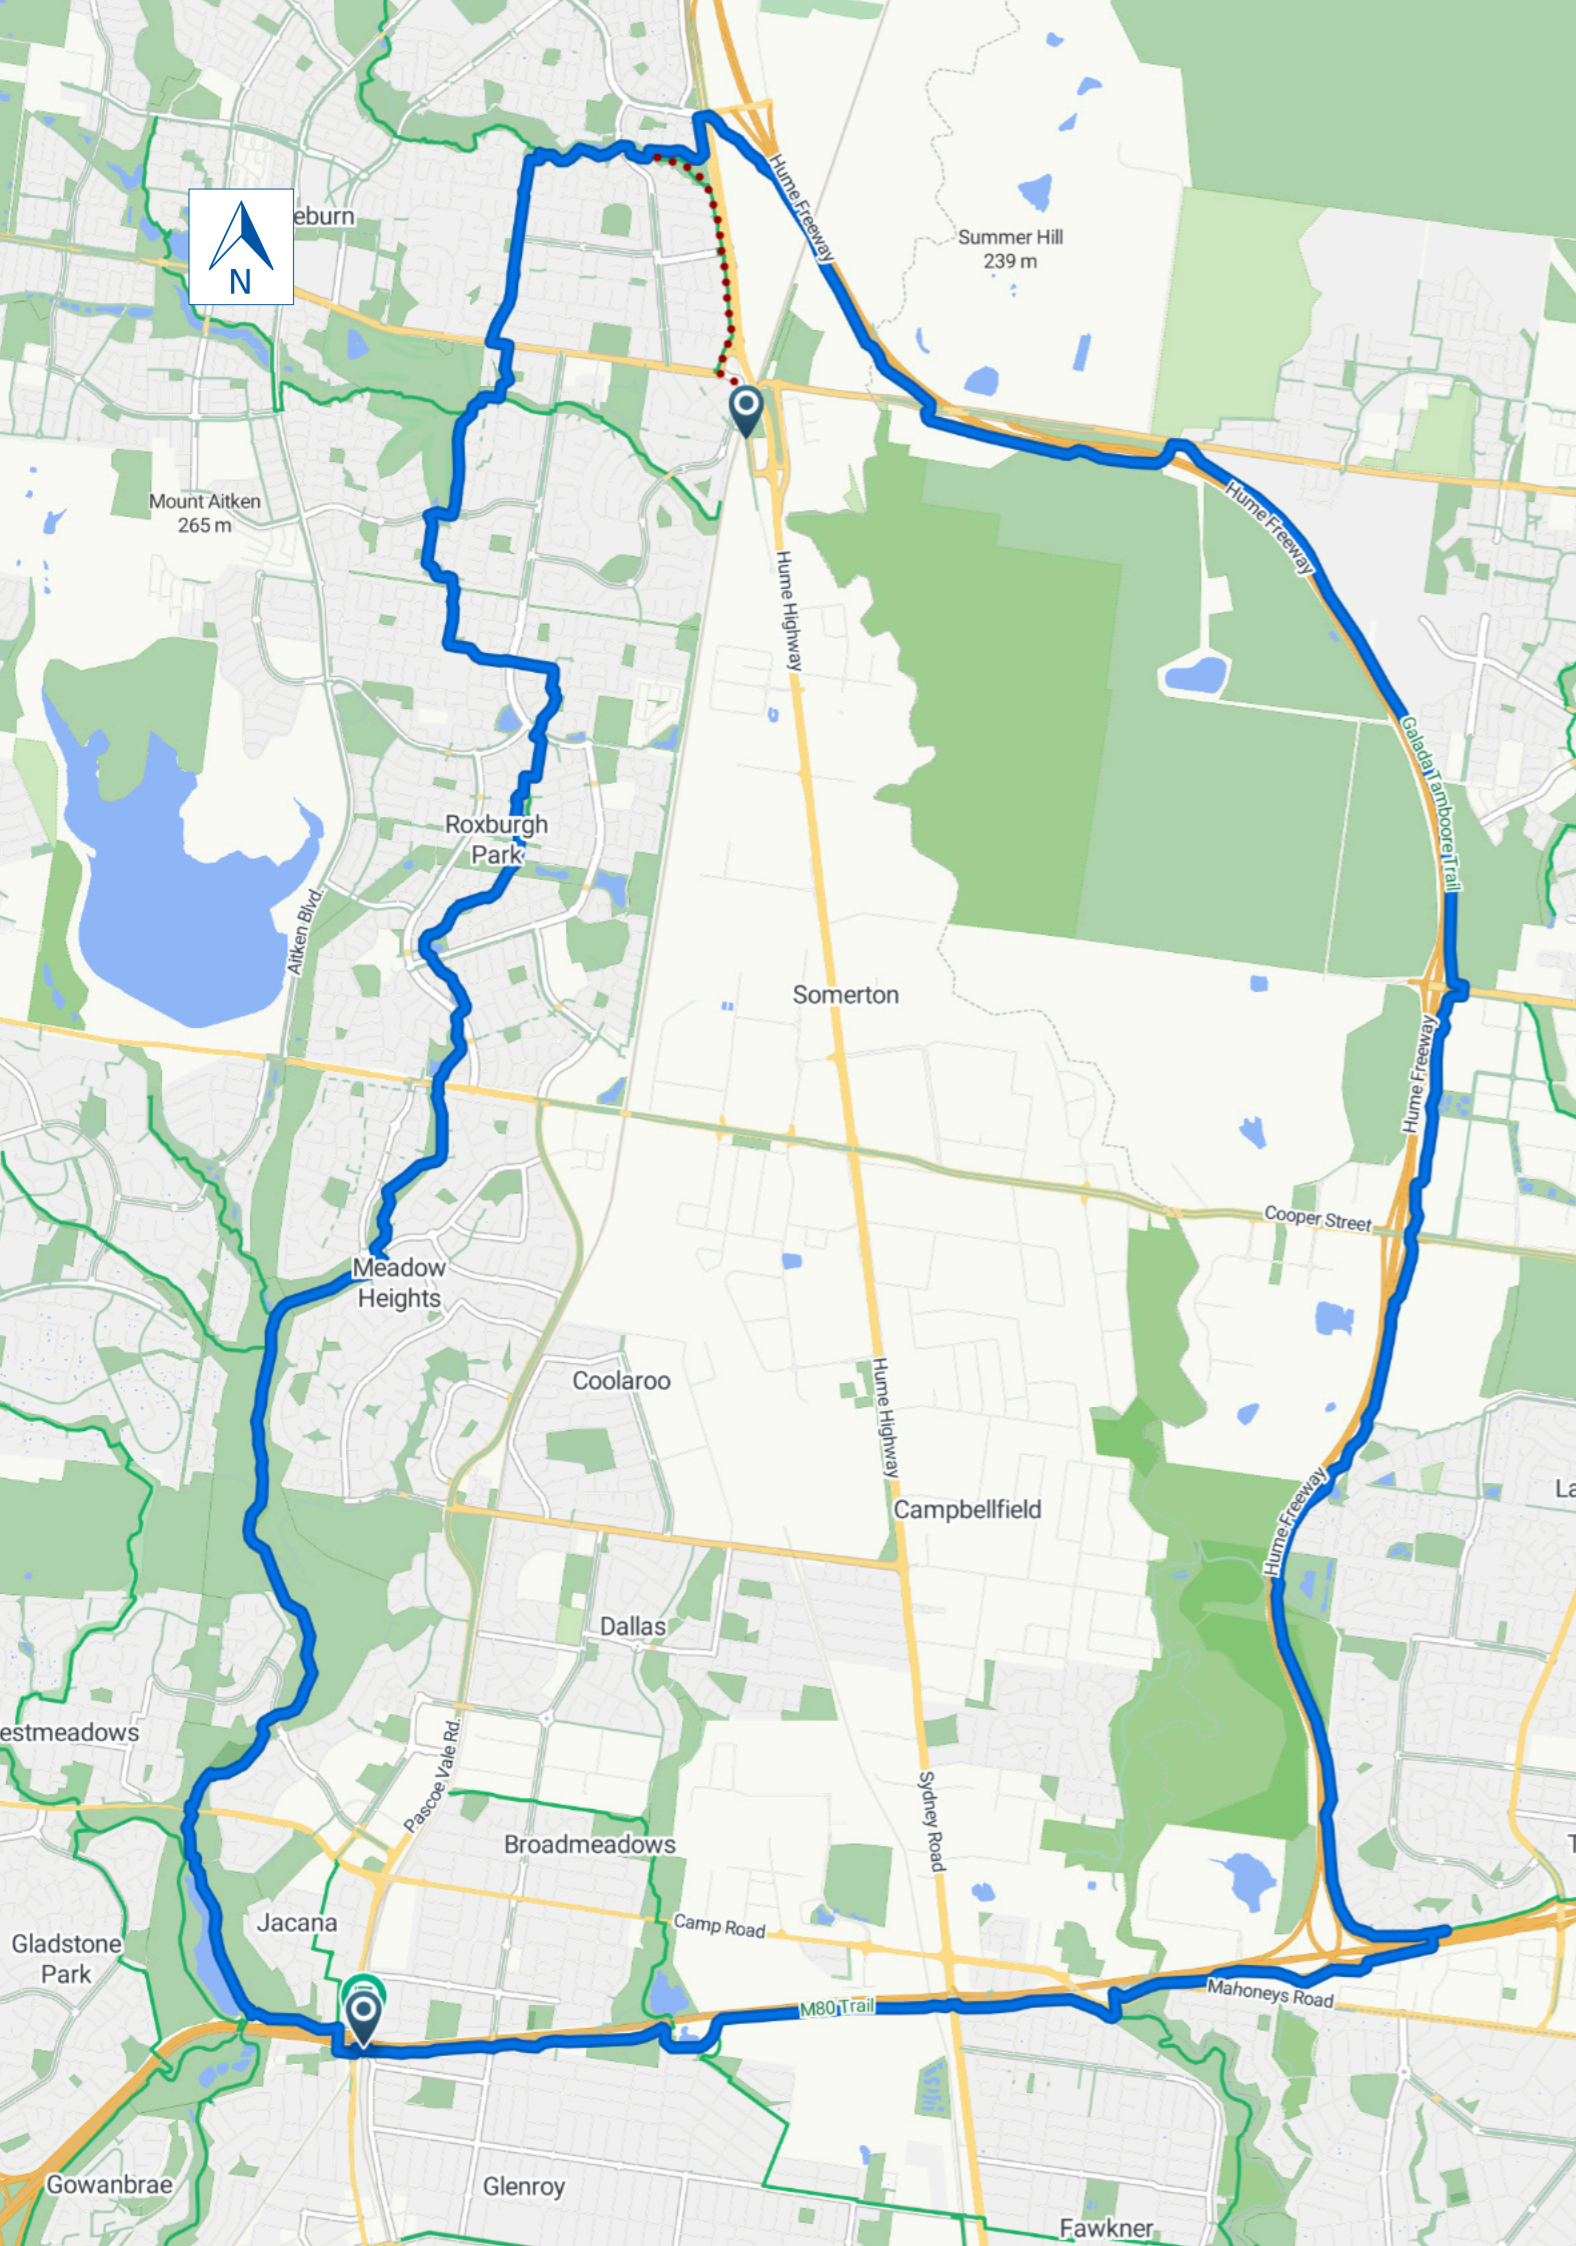 eburn
N
Hume Freeway
Summer Hill
239 m
Mount Aitken
265 m
Hume Freeway
Hume Highway
Galada Tamboore Trail
Roxburgh
Park
Aitken Blvd.
Somerton
Hume Freeway
Cooper Street
Meadow
Heights
Coolaroo
Hume Highway
Campbellfield
La
Hume Freeway
Dallas
estmeadows
Pascoe Vale Rd.
Sydney Road
Broadmeadows
T
Jacana
Camp Road
Gladstone
Park
Mahoneys Road
M80 Trail
Gowanbrae
Glenroy
Fawkner